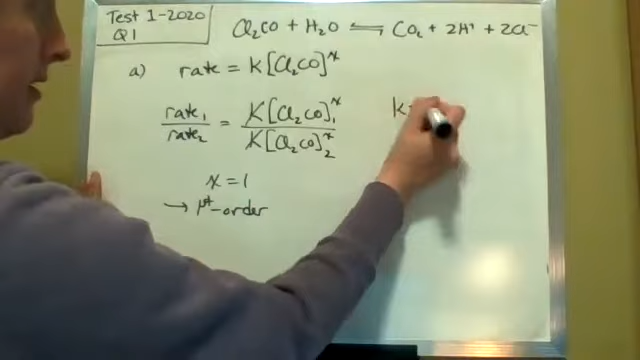 Test 1-2020
Q1
Cl₂CO + H₂O ⇌ CO₂ + 2H⁺ + 2Cl⁻
a) rate = k[Cl₂CO]ˣ
rate₁ / rate₂ = k[Cl₂CO]₁ˣ / k[Cl₂CO]₂ˣ
k=
x = 1
→ 1st-order